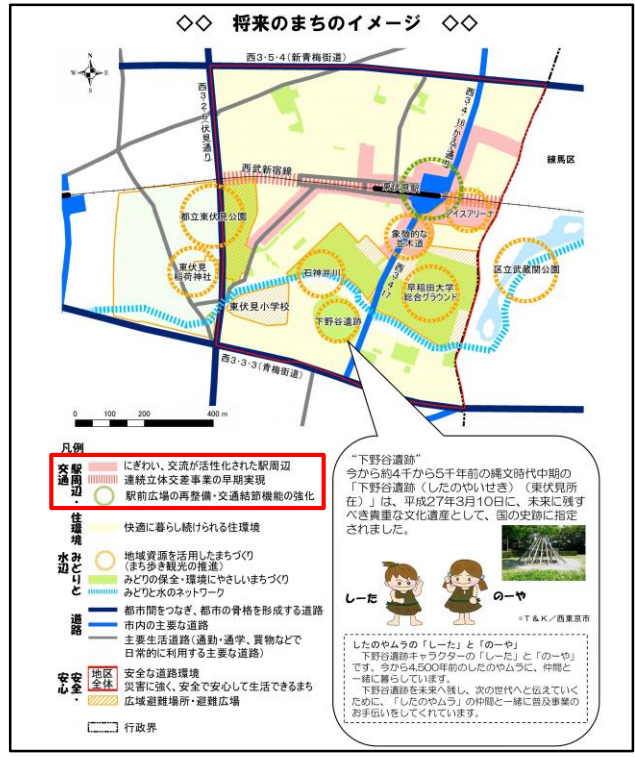 ◇◇ 将来のまちのイメージ ◇◇
N
W E
S
西3・5・4(新青梅街道)
西3・2・6(伏見通り)
西3・4・16(かえで通り)
練馬区
西武新宿線
東伏見駅
アイスアリーナ
都立東伏見公園
象徴的な
並木道
東伏見
稲荷神社
石神井川
早稲田大学
総合グラウンド
区立武蔵関公園
西3・4・17
東伏見小学校
下野谷遺跡
西3・3・3(青梅街道)
0 100 200 400 m
凡例
駅周辺・交通
にぎわい、交流が活性化された駅周辺
連続立体交差事業の早期実現
駅前広場の再整備・交通結節機能の強化
住環境
快適に暮らし続けられる住環境
みどりと水辺
地域資源を活用したまちづくり
(まち歩き観光の推進)
みどりの保全・環境にやさしいまちづくり
みどりと水のネットワーク
道路
都市間をつなぎ、都市の骨格を形成する道路
市内の主要な道路
主要生活道路(通勤・通学、買物などで
日常的に利用する主要な道路)
安全・安心
地区
全体
安全な道路環境
災害に強く、安全で安心して生活できるまち
広域避難場所・避難広場
行政界
“下野谷遺跡”
今から約4千から5千年前の縄文時代中期の
「下野谷遺跡(したのやいせき)(東伏見所
在)」は、平成27年3月10日に、未来に残す
べき貴重な文化遺産として、国の史跡に指定
されました。
しーた
のーや
©T&K/西東京市
したのやムラの「しーた」と「のーや」
下野谷遺跡キャラクターの「しーた」と「のーや」
です。今から4,500年前のしたのやムラに、仲間と
一緒に暮らしています。
下野谷遺跡を未来へ残し、次の世代へと伝えていく
ために、「したのやムラ」の仲間と一緒に普及事業の
お手伝いをしてくれています。